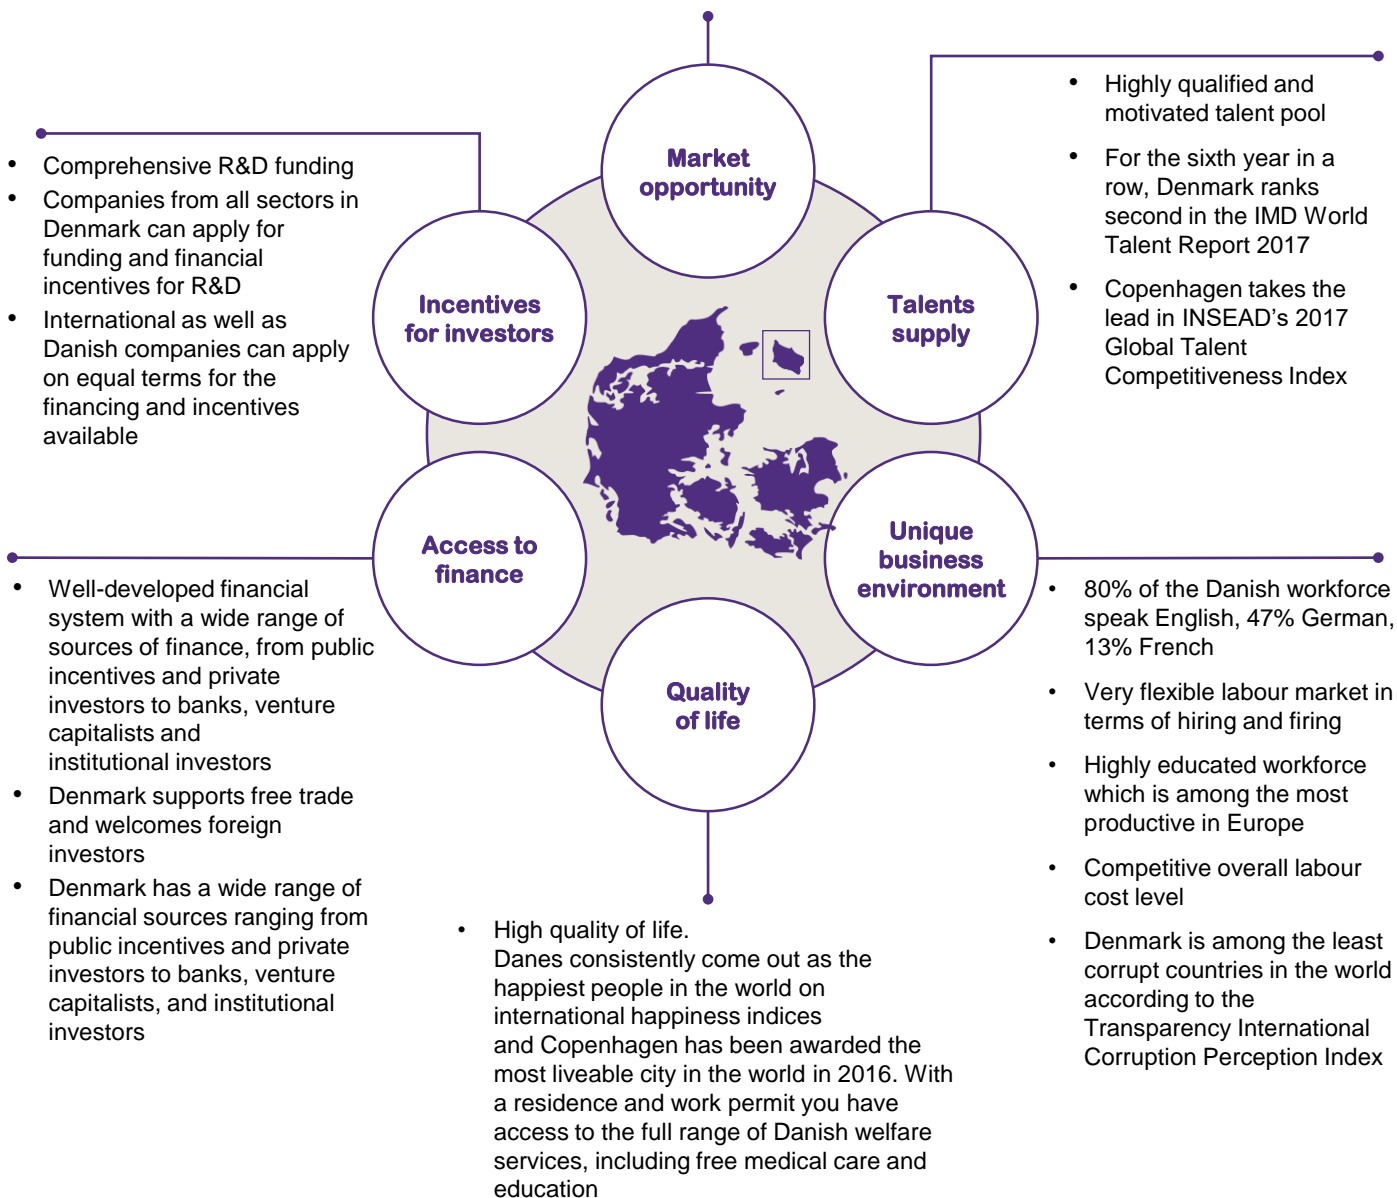 Market
opportunity
• Comprehensive R&D funding
• Companies from all sectors in
Denmark can apply for
funding and financial
incentives for R&D
• International as well as
Danish companies can apply
on equal terms for the
financing and incentives
available
Incentives
for investors
Talents
supply
• Highly qualified and
motivated talent pool
• For the sixth year in a
row, Denmark ranks
second in the IMD World
Talent Report 2017
• Copenhagen takes the
lead in INSEAD’s 2017
Global Talent
Competitiveness Index
Access to
finance
• Well-developed financial
system with a wide range of
sources of finance, from public
incentives and private
investors to banks, venture
capitalists and
institutional investors
• Denmark supports free trade
and welcomes foreign
investors
• Denmark has a wide range of
financial sources ranging from
public incentives and private
investors to banks, venture
capitalists, and institutional
investors
Unique
business
environment
• 80% of the Danish workforce
speak English, 47% German,
13% French
• Very flexible labour market in
terms of hiring and firing
• Highly educated workforce
which is among the most
productive in Europe
• Competitive overall labour
cost level
• Denmark is among the least
corrupt countries in the world
according to the
Transparency International
Corruption Perception Index
Quality
of life
• High quality of life.
Danes consistently come out as the
happiest people in the world on
international happiness indices
and Copenhagen has been awarded the
most liveable city in the world in 2016. With
a residence and work permit you have
access to the full range of Danish welfare
services, including free medical care and
education